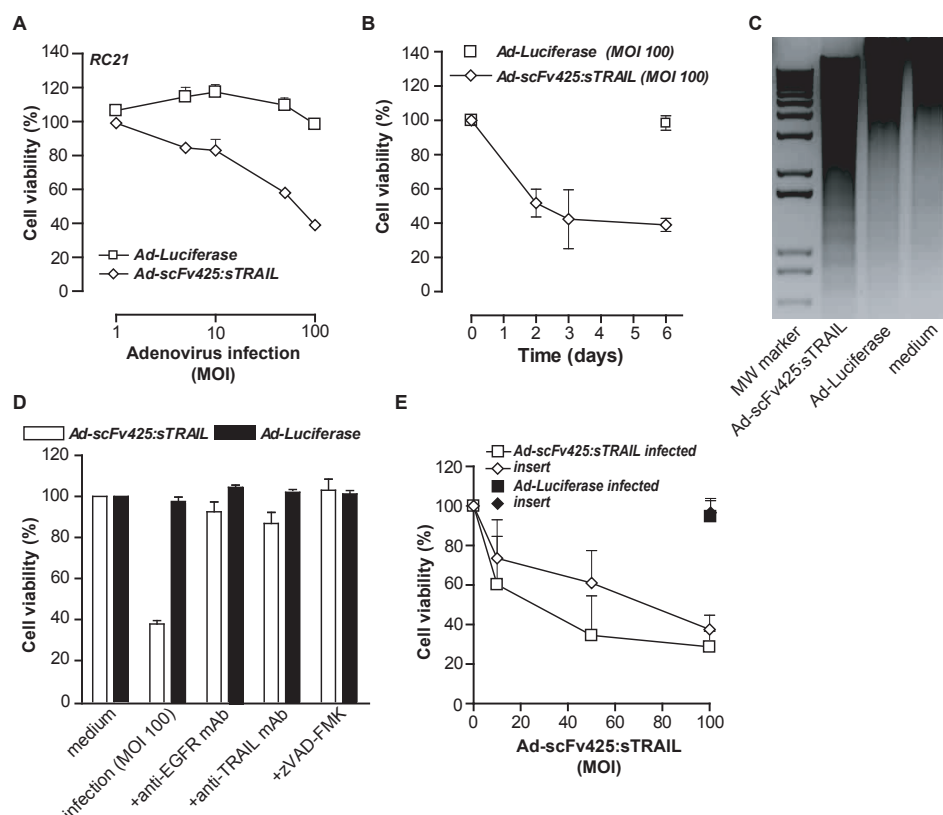 A
RC21
140
120
100
80
60
40
20
0
Cell viability (%)
Ad-Luciferase
Ad-scFv425:sTRAIL
1 10 100
Adenovirus infection
(MOI)
B
Ad-Luciferase (MOI 100)
Ad-scFv425:sTRAIL (MOI 100)
140
120
100
80
60
40
20
0
Cell viability (%)
0 1 2 3 4 5 6
Time (days)
C
MW marker
Ad-scFv425:sTRAIL
Ad-Luciferase
medium
D
Ad-scFv425:sTRAIL Ad-Luciferase
120
100
80
60
40
20
0
Cell viability (%)
medium
infection (MOI 100)
+anti-EGFR mAb
+anti-TRAIL mAb
+zVAD-FMK
E
Ad-scFv425:sTRAIL infected
insert
Ad-Luciferase infected
insert
120
100
80
60
40
20
0
Cell viability (%)
0 20 40 60 80 100
Ad-scFv425:sTRAIL
(MOI)